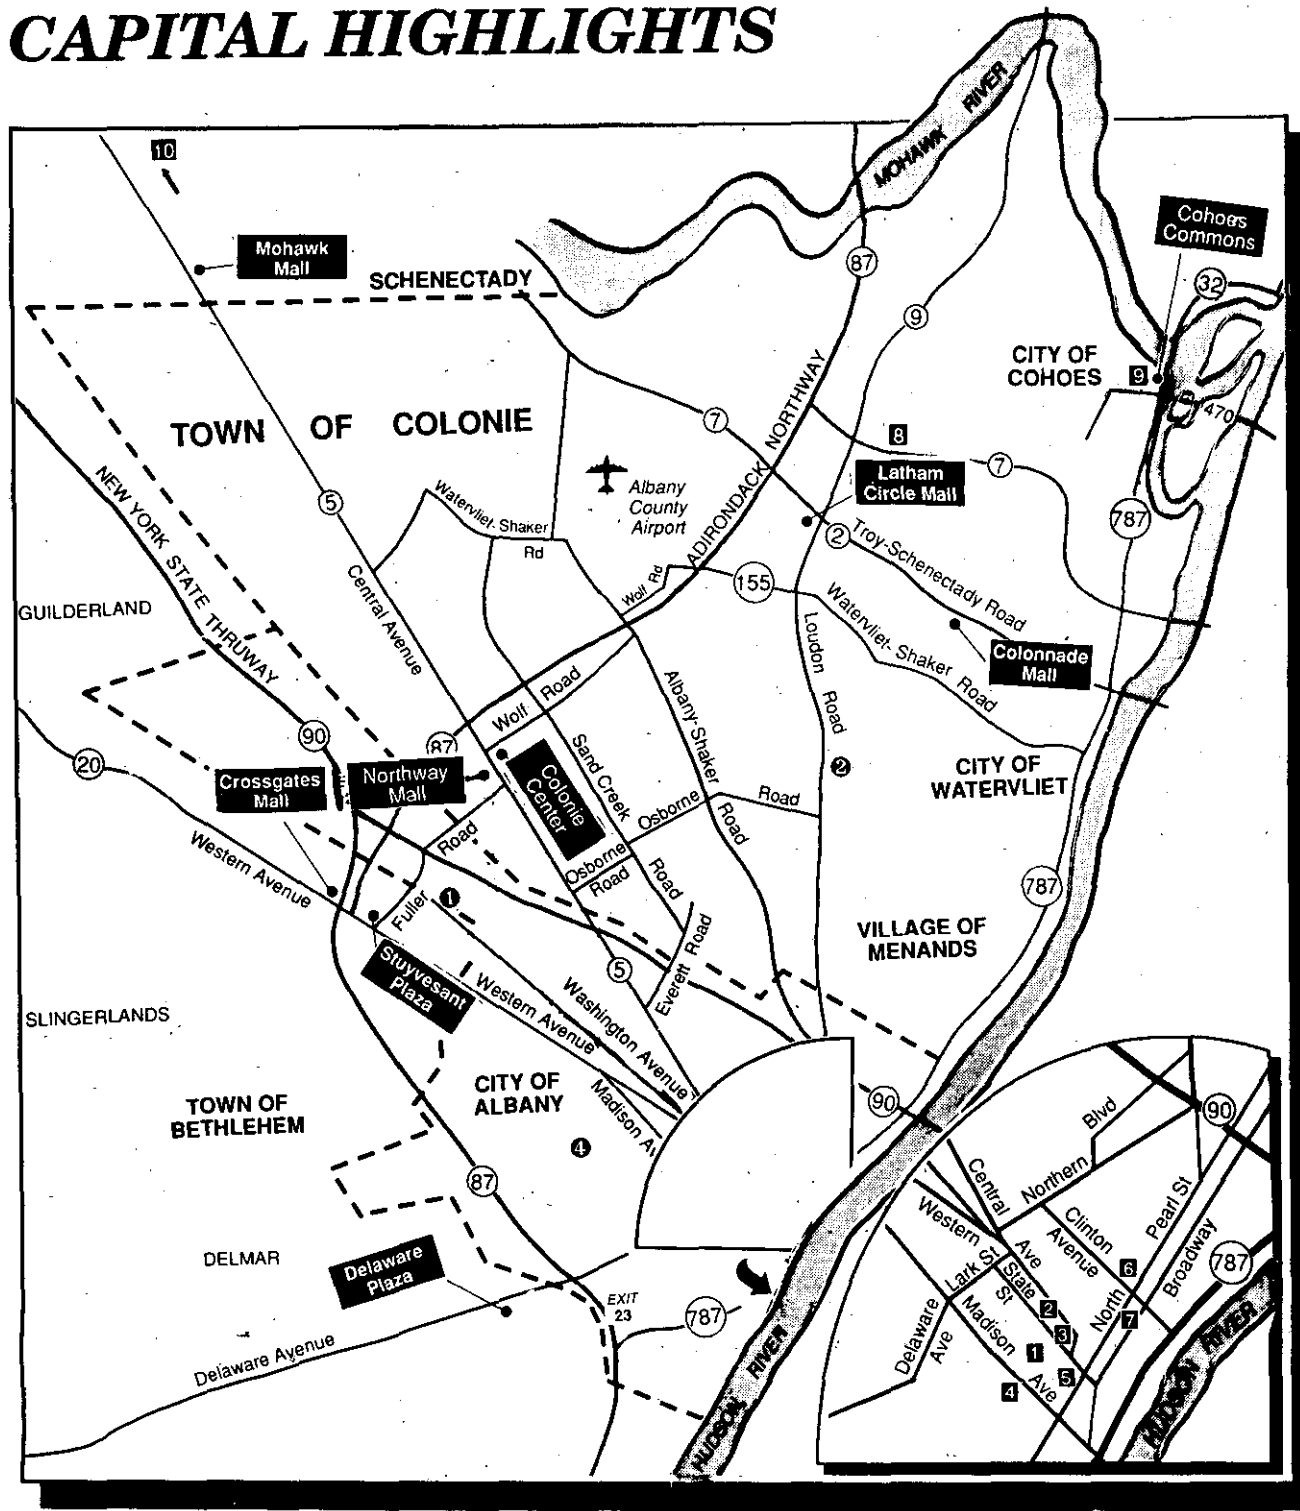 CAPITAL HIGHLIGHTS
MOHAWK RIVER
10
Cohoes
Commons
Mohawk
Mall
SCHENECTADY
87
32
9
CITY OF
COHOES
9
470
TOWN OF COLONIE
7
8
7
ADIRONDACK NORTHWAY
Latham
Circle Mall
Albany
County
Airport
5
Watervliet-Shaker
Rd
787
2
Troy-Schenectady Road
NEW YORK STATE THRUWAY
Wolf Rd
155
Central Avenue
Watervliet-Shaker Road
GUILDERLAND
Loudon Road
Colonnade
Mall
Wolf Road
Albany-Shaker Road
90
87
20
Sand Creek Road
2
CITY OF
WATERVLIET
Crossgates
Mall
Northway
Mall
Colonie
Center
Osborne Road
Road
Western Avenue
Osborne
Road
787
Fuller
1
Everett Road
VILLAGE OF
MENANDS
Stuyvesant
Plaza
5
Western Avenue
Washington Avenue
SLINGERLANDS
CITY OF
ALBANY
Madison Av
90
TOWN OF
BETHLEHEM
4
87
DELMAR
Delaware
Plaza
EXIT
23
787
Delaware Avenue
HUDSON RIVER
90
Blvd
Northern
Central
Ave
Western
Clinton
Avenue
Pearl St
Broadway
787
Lark St
State
St
6
North
2
7
3
Delaware
Ave
Madison
Ave
1
5
4
HUDSON RIVER